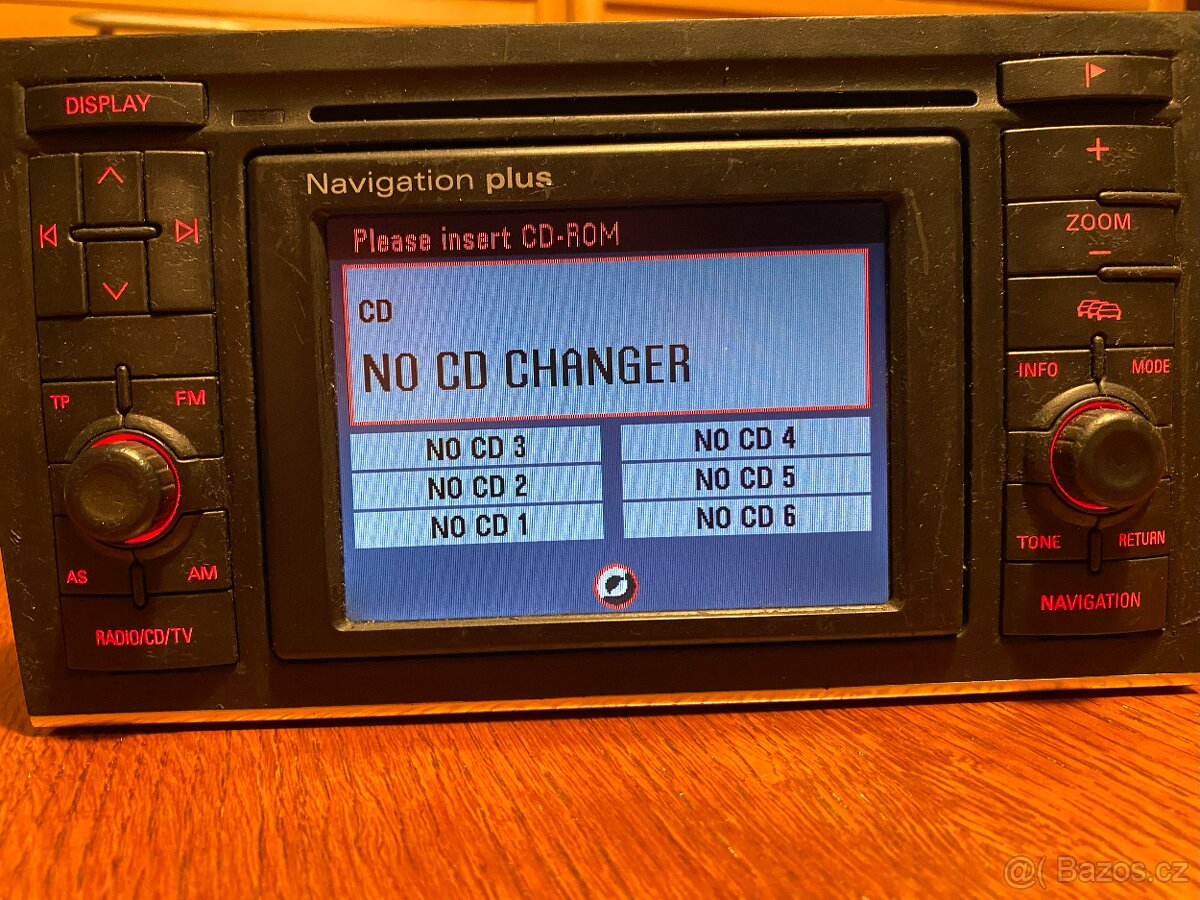 DISPLAY
Navigation plus
Please insert CD-ROM
CD
NO CD CHANGER
NO CD 3
NO CD 4
NO CD 2
NO CD 5
NO CD 1
NO CD 6
TP
FM
AS
AM
RADIO/CD/TV
+
ZOOM
−
INFO
MODE
TONE
RETURN
NAVIGATION
@( Bazos.cz